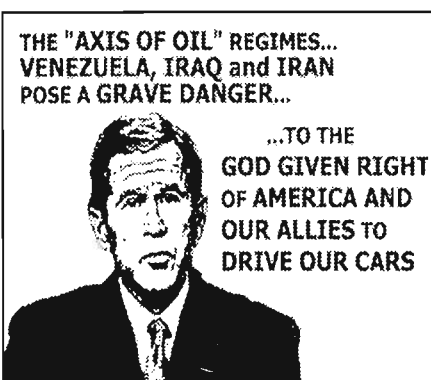 THE "AXIS OF OIL" REGIMES...
VENEZUELA, IRAQ and IRAN
POSE A GRAVE DANGER...
...TO THE
GOD GIVEN RIGHT
OF AMERICA AND
OUR ALLIES TO
DRIVE OUR CARS